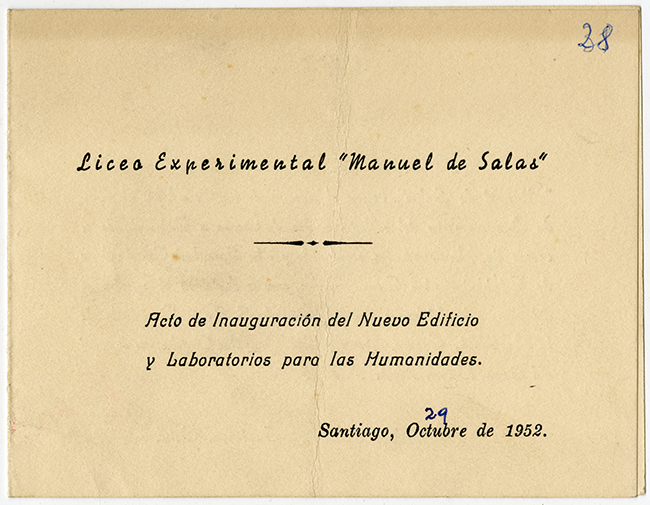 38
Liceo Experimental "Manuel de Salas"
Acto de Inauguración del Nuevo Edificio
y Laboratorios para las Humanidades.
29
Santiago, Octubre de 1952.